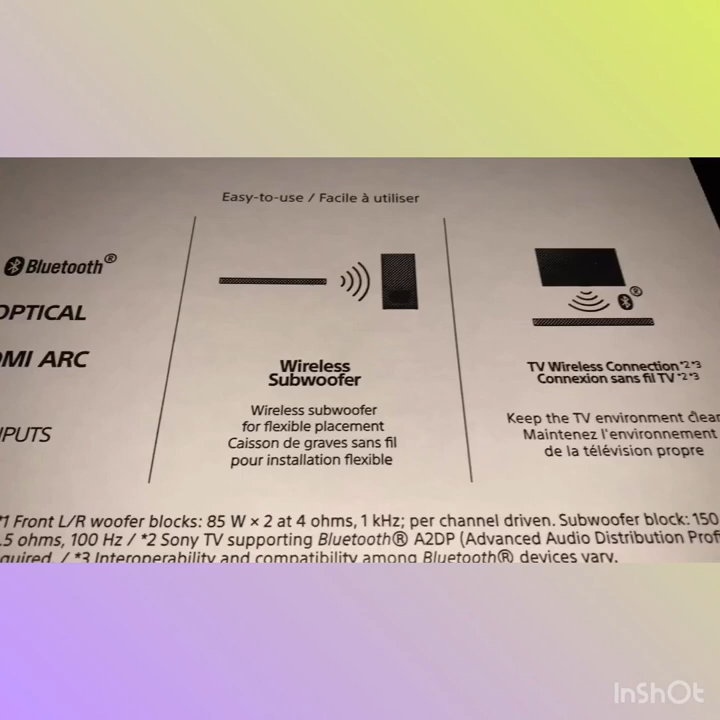 Easy-to-use / Facile à utiliser
Bluetooth®
OPTICAL
MI ARC
PUTS
Wireless
Subwoofer
Wireless subwoofer
for flexible placement
Caisson de graves sans fil
pour installation flexible
®
TV Wireless Connection*2*3
Connexion sans fil TV*2*3
Keep the TV environment clear
Maintenez l'environnement
de la télévision propre
*1 Front L/R woofer blocks: 85 W × 2 at 4 ohms, 1 kHz; per channel driven. Subwoofer block: 150
.5 ohms, 100 Hz / *2 Sony TV supporting Bluetooth® A2DP (Advanced Audio Distribution Prof
quired. / *3 Interoperability and compatibility among Bluetooth® devices vary.
InShOt